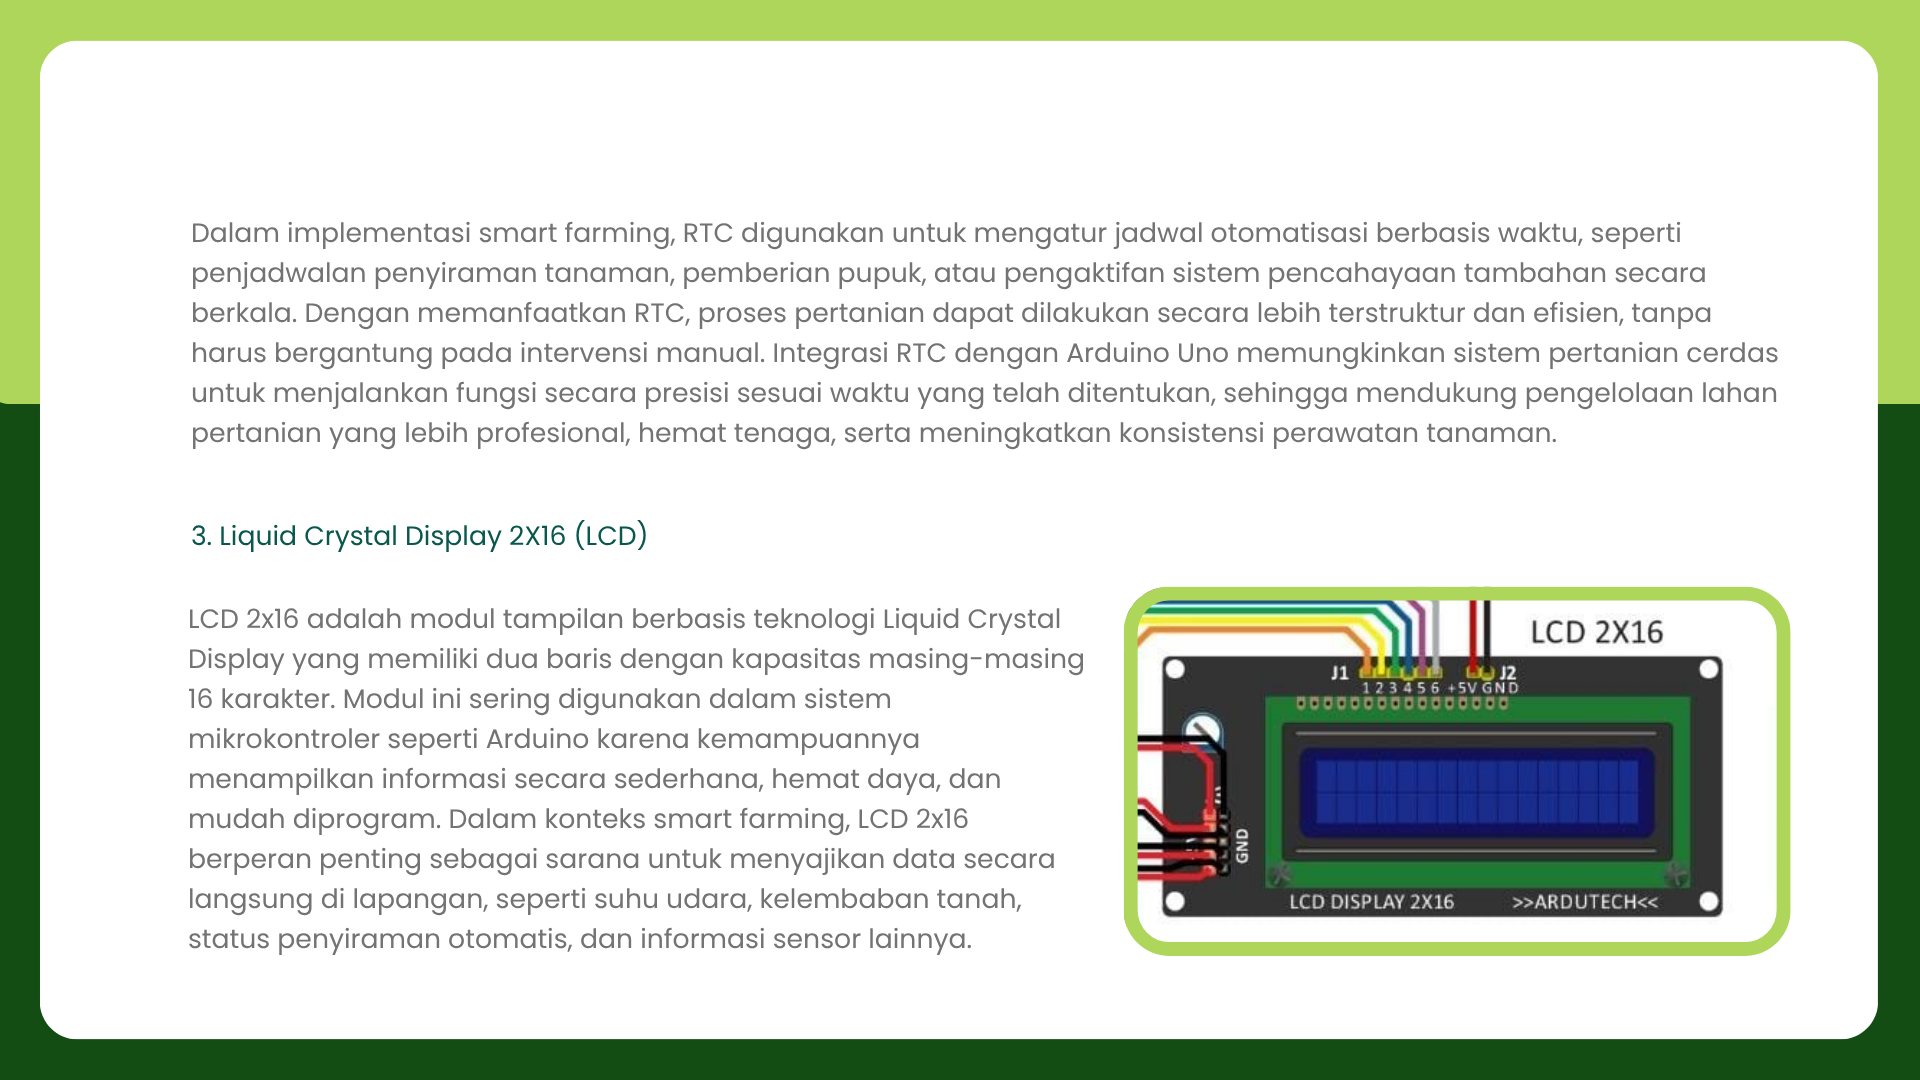 Dalam implementasi smart farming, RTC digunakan untuk mengatur jadwal otomatisasi berbasis waktu, seperti
penjadwalan penyiraman tanaman, pemberian pupuk, atau pengaktifan sistem pencahayaan tambahan secara
berkala. Dengan memanfaatkan RTC, proses pertanian dapat dilakukan secara lebih terstruktur dan efisien, tanpa
harus bergantung pada intervensi manual. Integrasi RTC dengan Arduino Uno memungkinkan sistem pertanian cerdas
untuk menjalankan fungsi secara presisi sesuai waktu yang telah ditentukan, sehingga mendukung pengelolaan lahan
pertanian yang lebih profesional, hemat tenaga, serta meningkatkan konsistensi perawatan tanaman.
3. Liquid Crystal Display 2X16 (LCD)
LCD 2x16 adalah modul tampilan berbasis teknologi Liquid Crystal
Display yang memiliki dua baris dengan kapasitas masing-masing
16 karakter. Modul ini sering digunakan dalam sistem
mikrokontroler seperti Arduino karena kemampuannya
menampilkan informasi secara sederhana, hemat daya, dan
mudah diprogram. Dalam konteks smart farming, LCD 2x16
berperan penting sebagai sarana untuk menyajikan data secara
langsung di lapangan, seperti suhu udara, kelembaban tanah,
status penyiraman otomatis, dan informasi sensor lainnya.
LCD 2X16
J1 J2
1 2 3 4 5 6 +5V GND
GND
LCD DISPLAY 2X16 >>ARDUTECH<<